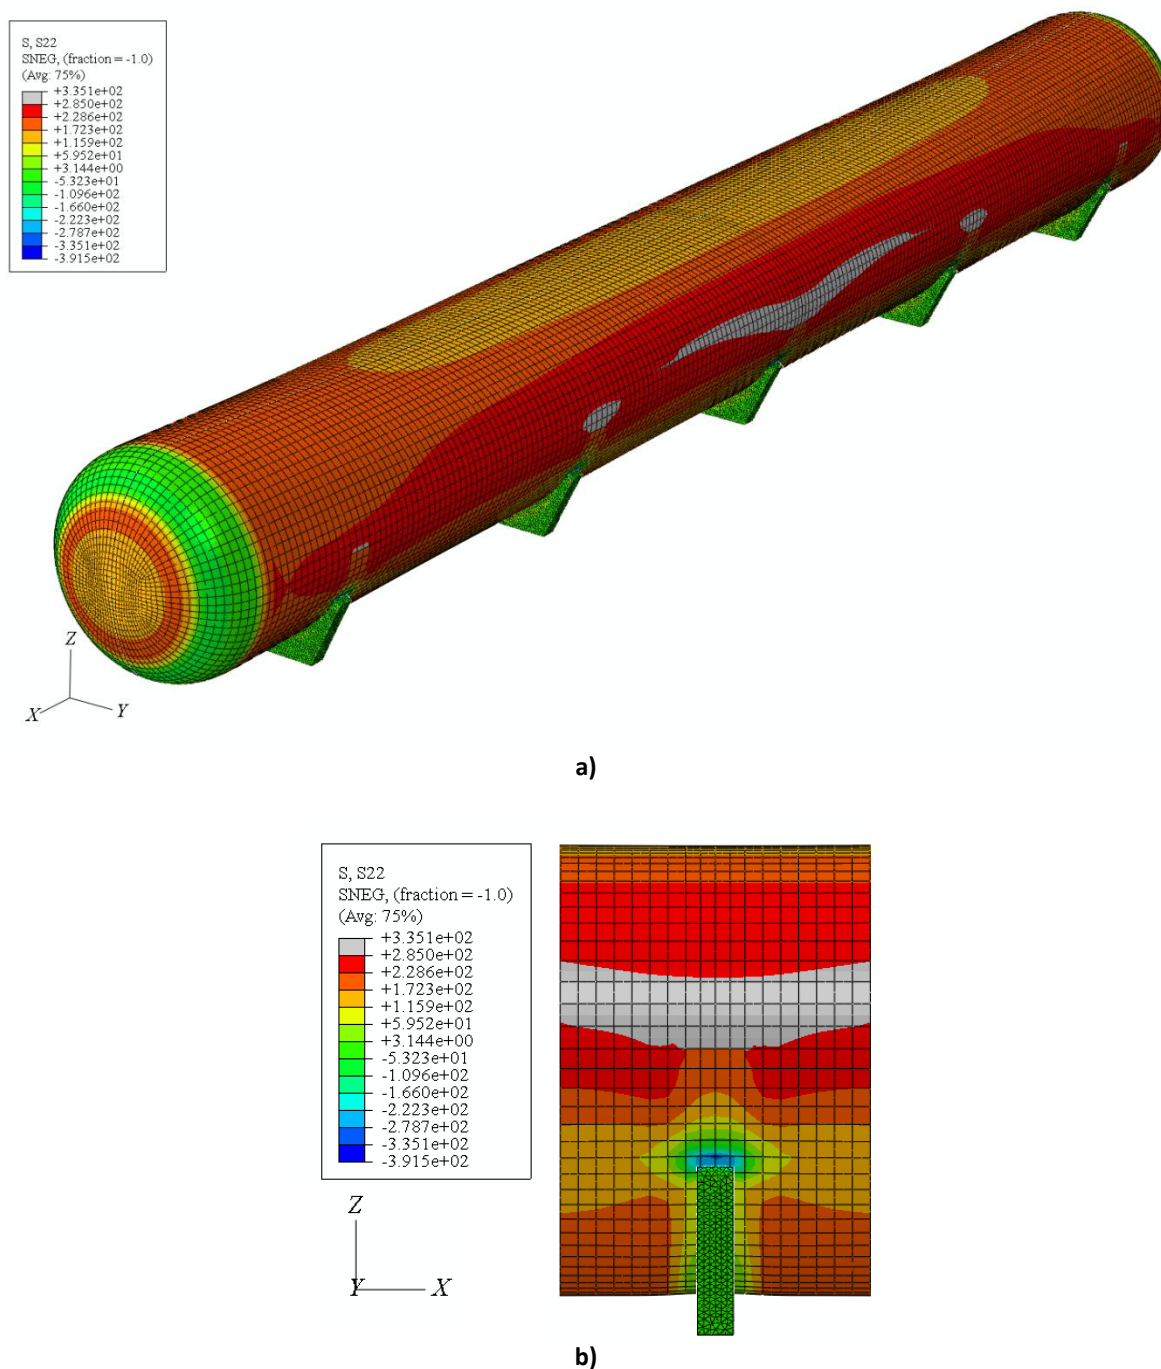 S, S22
SNEG, (fraction = -1.0)
(Avg: 75%)
+3.351e+02
+2.850e+02
+2.286e+02
+1.723e+02
+1.159e+02
+5.952e+01
+3.144e+00
-5.323e+01
-1.096e+02
-1.660e+02
-2.223e+02
-2.787e+02
-3.351e+02
-3.915e+02
Z
X
Y
a)
S, S22
SNEG, (fraction = -1.0)
(Avg: 75%)
+3.351e+02
+2.850e+02
+2.286e+02
+1.723e+02
+1.159e+02
+5.952e+01
+3.144e+00
-5.323e+01
-1.096e+02
-1.660e+02
-2.223e+02
-2.787e+02
-3.351e+02
-3.915e+02
Z
Y X
b)